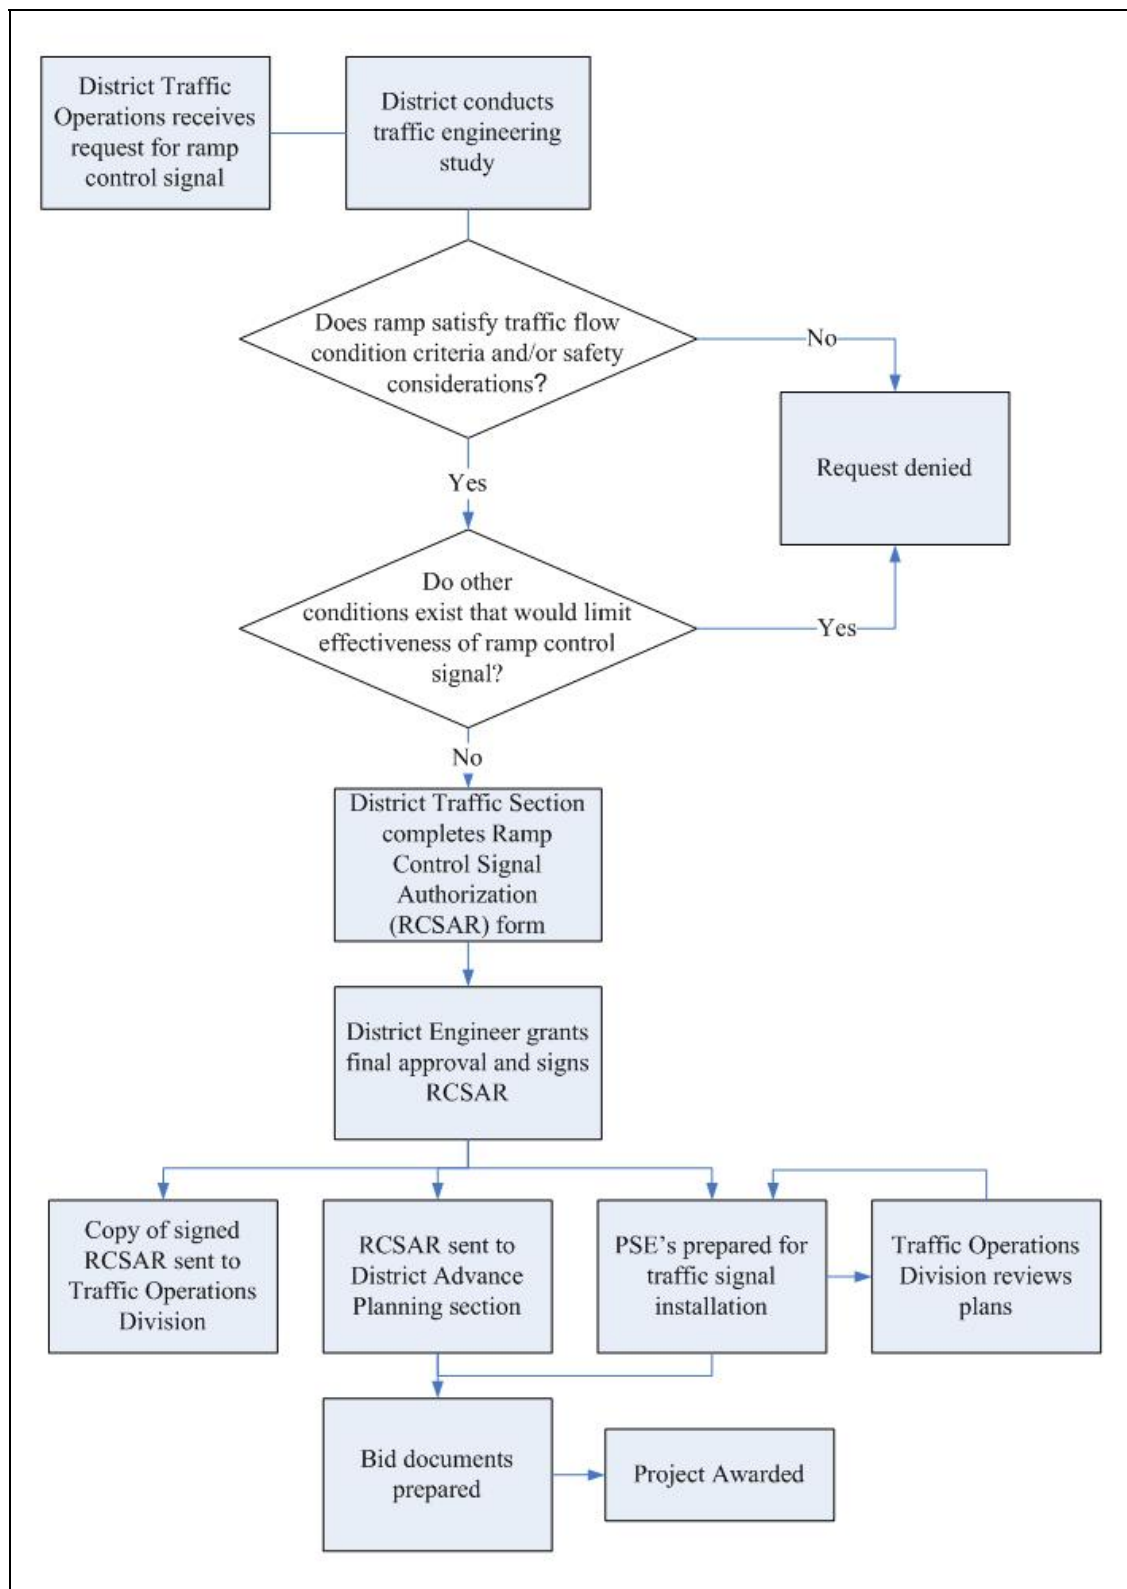 District Traffic
Operations receives
request for ramp
control signal
District conducts
traffic engineering
study
Does ramp satisfy traffic flow
condition criteria and/or safety
considerations?
No
Request denied
Yes
Do other
conditions exist that would limit
effectiveness of ramp control
signal?
Yes
No
District Traffic Section
completes Ramp
Control Signal
Authorization
(RCSAR) form
District Engineer grants
final approval and signs
RCSAR
Copy of signed
RCSAR sent to
Traffic Operations
Division
RCSAR sent to
District Advance
Planning section
PSE's prepared for
traffic signal
installation
Traffic Operations
Division reviews
plans
Bid documents
prepared
Project Awarded